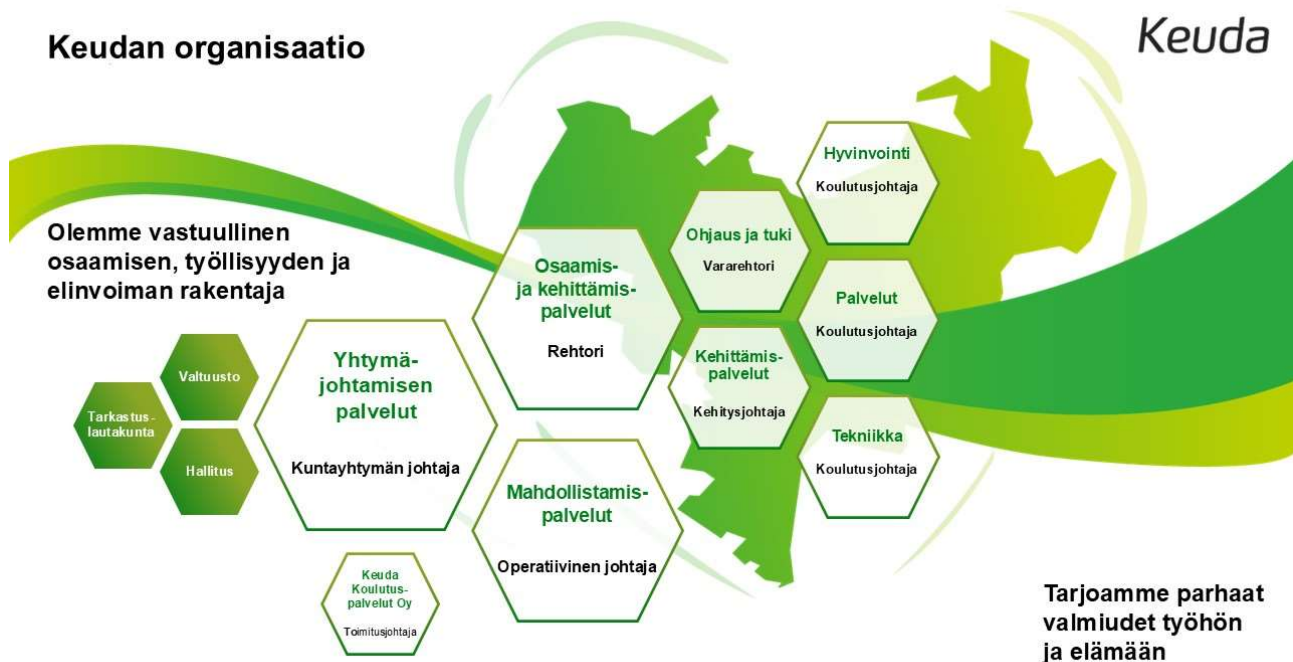 Keudan organisaatio
Keuda
Olemme vastuullinen
osaamisen, työllisyyden ja
elinvoiman rakentaja
Valtuusto
Tarkastus-
lautakunta
Hallitus
Yhtymä-
johtamisen
palvelut
Kuntayhtymän johtaja
Keuda
Koulutus-
palvelut Oy
Toimitusjohtaja
Osaamis-
ja kehittämis-
palvelut
Rehtori
Mahdollistamis-
palvelut
Operatiivinen johtaja
Ohjaus ja tuki
Vararehtori
Kehittämis-
palvelut
Kehitysjohtaja
Hyvinvointi
Koulutusjohtaja
Palvelut
Koulutusjohtaja
Tekniikka
Koulutusjohtaja
Tarjoamme parhaat
valmiudet työhön
ja elämään